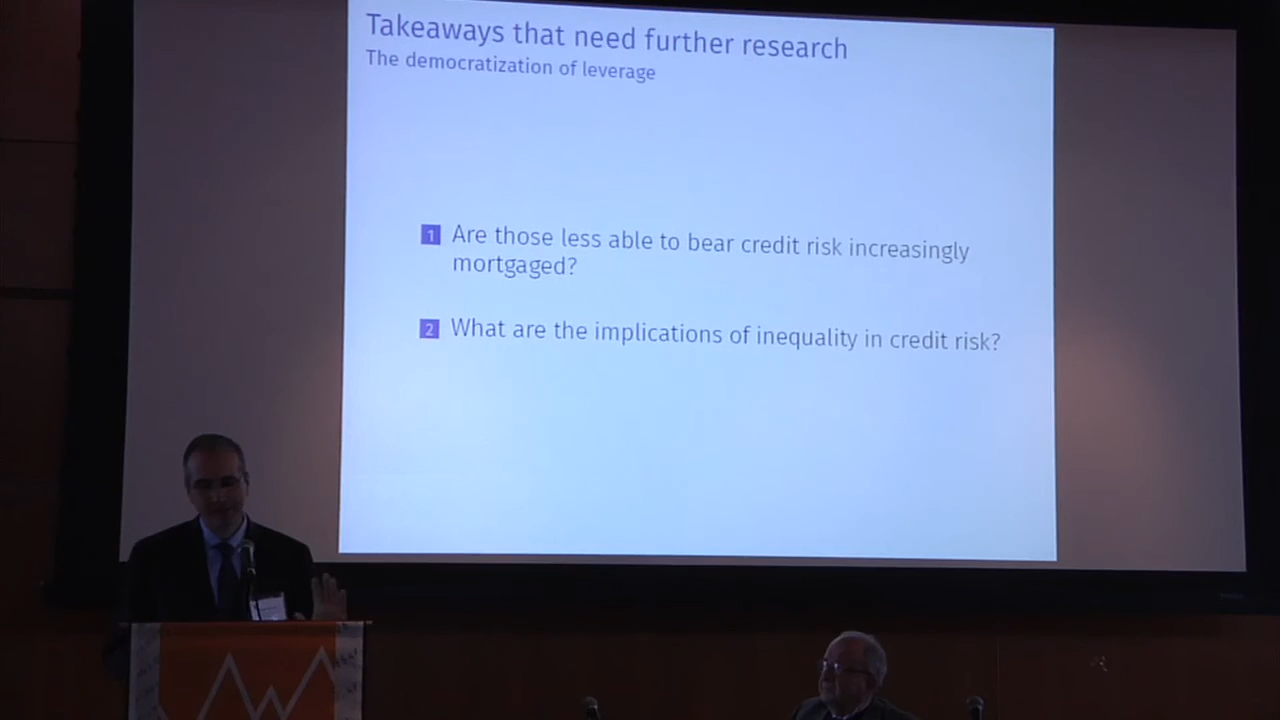 Takeaways that need further research
The democratization of leverage
1 Are those less able to bear credit risk increasingly
mortgaged?
2 What are the implications of inequality in credit risk?